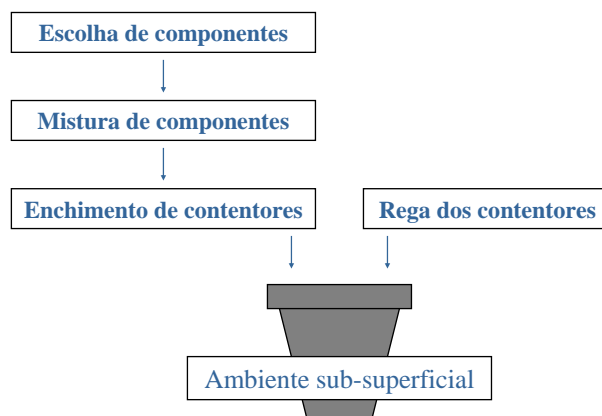 Escolha de componentes
Mistura de componentes
Enchimento de contentores
Rega dos contentores
Ambiente sub-superficial